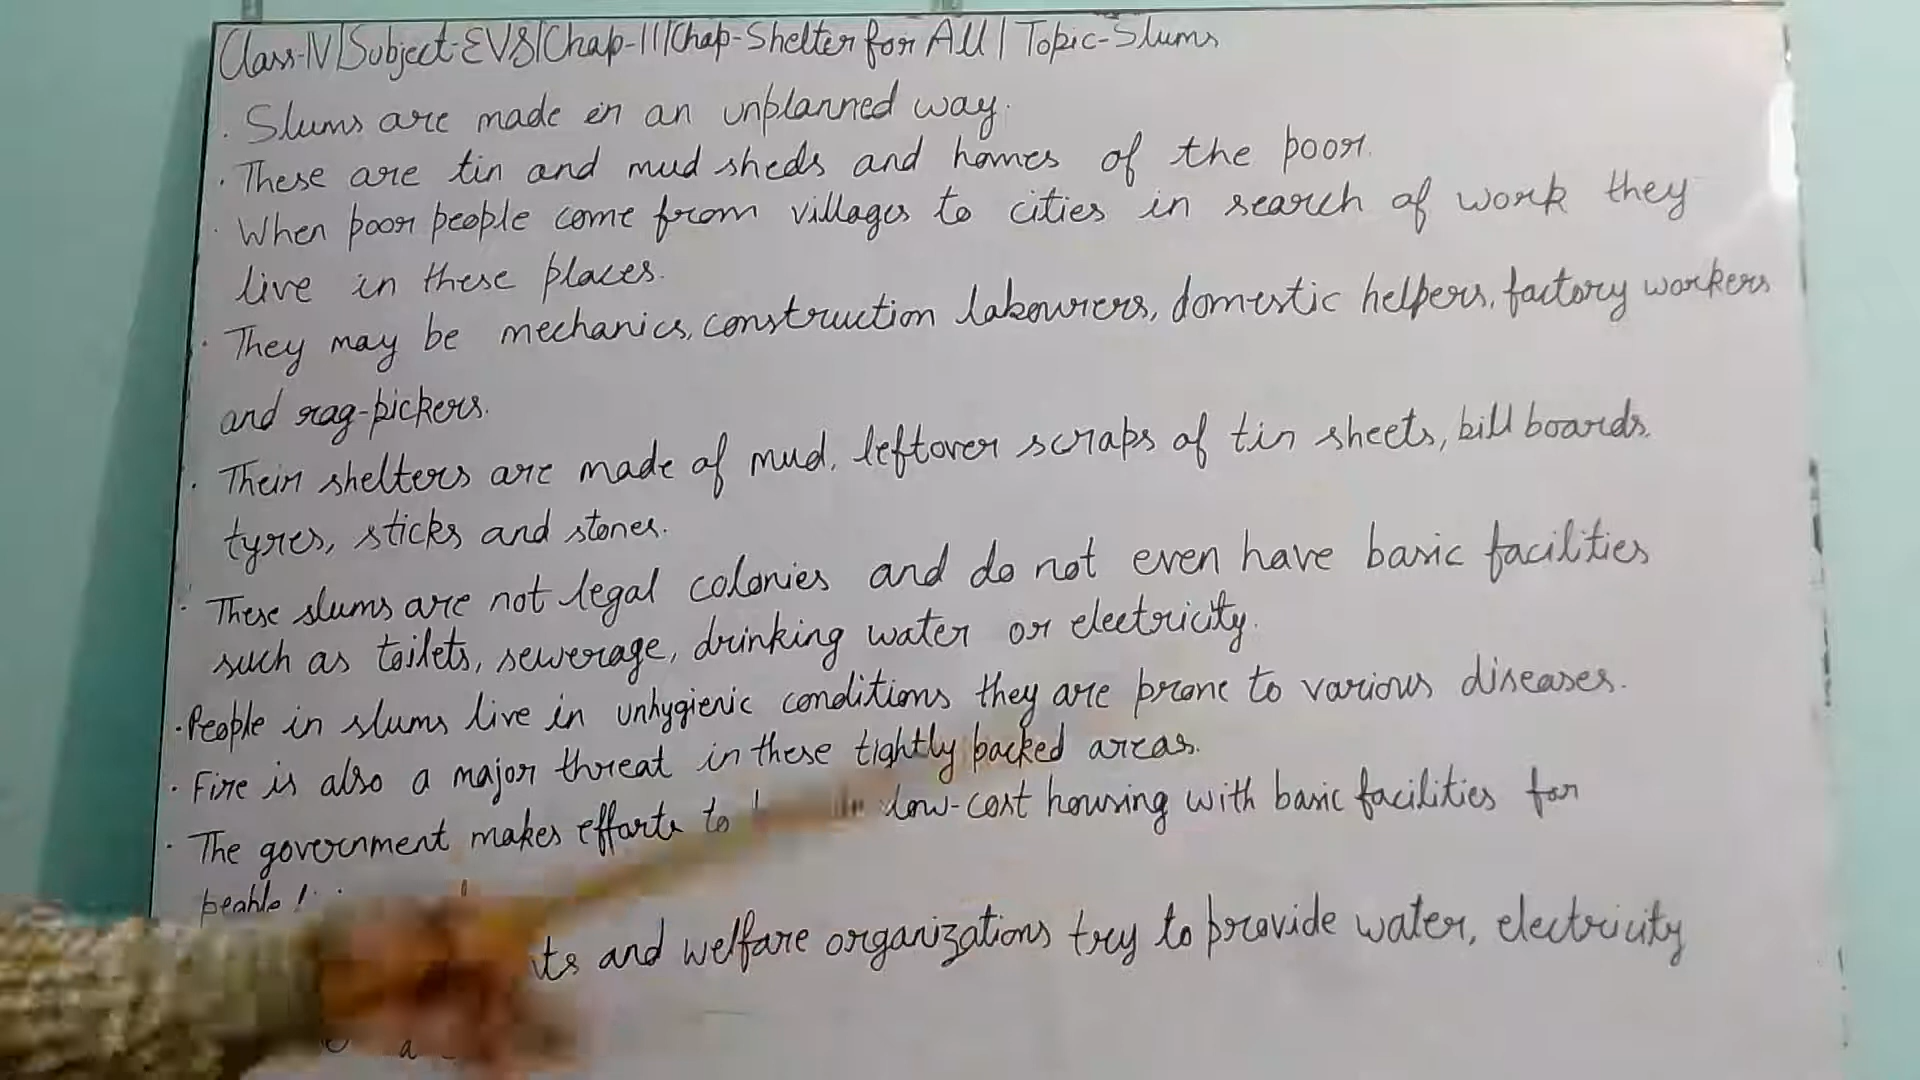 Class-IV|Subject-EVS|Chap-11|Chap-Shelter for All | Topic-Slums
. Slums are made in an unplanned way.
. These are tin and mud sheds and homes of the poor.
. When poor people come from villages to cities in search of work they
live in these places.
. They may be mechanics, construction labourers, domestic helpers, factory workers
and rag-pickers.
. Their shelters are made of mud, leftover scraps of tin sheets, bill boards,
tyres, sticks and stones.
. These slums are not legal colonies and do not even have basic facilities
such as toilets, sewerage, drinking water or electricity.
. People in slums live in unhygienic conditions they are prone to various diseases.
. Fire is also a major threat in these tightly packed areas.
. The government makes efforts to low-cost housing with basic facilities for
people
and welfare organizations try to provide water, electricity